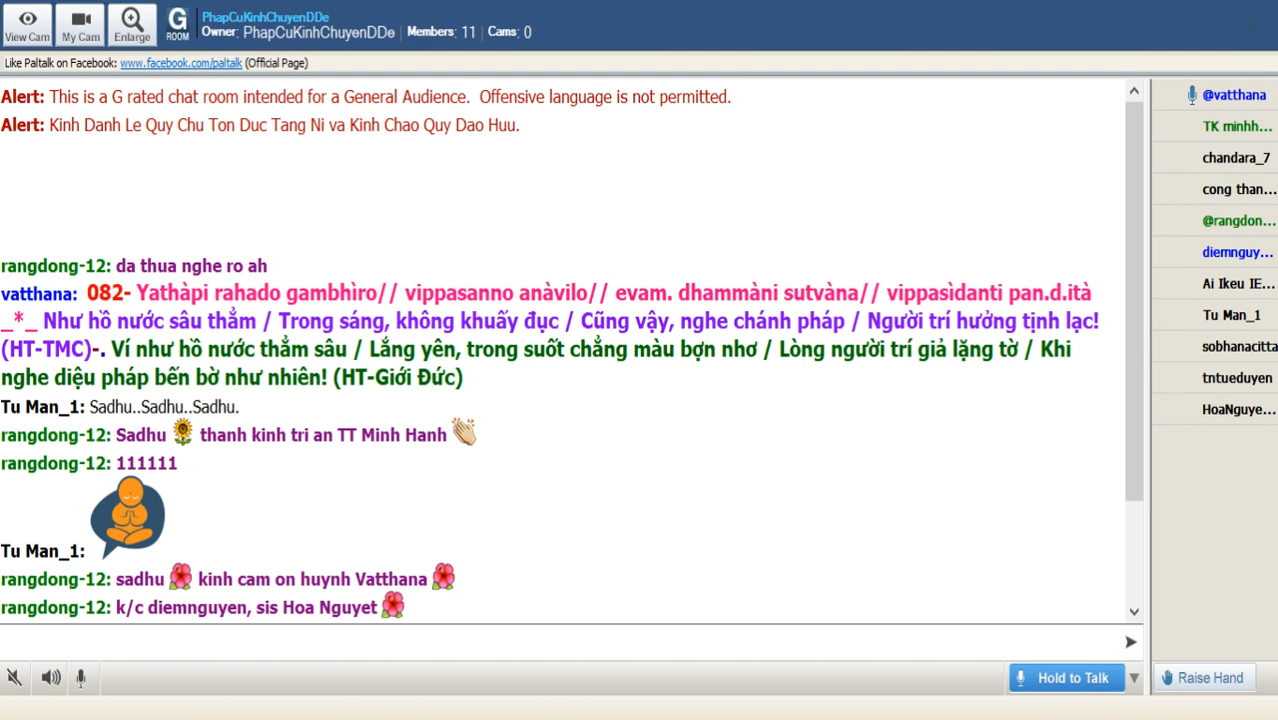 View Cam
My Cam
Enlarge
G
ROOM
PhapCuKinhChuyenDDe
Owner: PhapCuKinhChuyenDDe | Members: 11 | Cams: 0
Like Paltalk on Facebook: www.facebook.com/paltalk (Official Page)
Alert: This is a G rated chat room intended for a General Audience. Offensive language is not permitted.
Alert: Kinh Danh Le Quy Chu Ton Duc Tang Ni va Kinh Chao Quy Dao Huu.
rangdong-12: da thua nghe ro ah
vatthana: 082- Yathàpi rahado gambhìro// vippasanno anàvilo// evam. dhammàni sutvàna// vippasìdanti pan.d.ità
_*_ Như hồ nước sâu thẳm / Trong sáng, không khuấy đục / Cũng vậy, nghe chánh pháp / Người trí hưởng tịnh lạc!
(HT-TMC)-. Ví như hồ nước thẳm sâu / Lắng yên, trong suốt chẳng màu bợn nhơ / Lòng người trí giả lặng tờ / Khi
nghe diệu pháp bến bờ như nhiên! (HT-Giới Đức)
Tu Man_1: Sadhu..Sadhu..Sadhu.
rangdong-12: Sadhu thanh kinh tri an TT Minh Hanh
rangdong-12: 111111
Tu Man_1:
rangdong-12: sadhu kinh cam on huynh Vatthana
rangdong-12: k/c diemnguyen, sis Hoa Nguyet
@vatthana
TK minhh...
chandara_7
cong than...
@rangdon...
diemnguy...
Ai Ikeu IE...
Tu Man_1
sobhanacitta
tntueduyen
HoaNguye...
Hold to Talk
Raise Hand